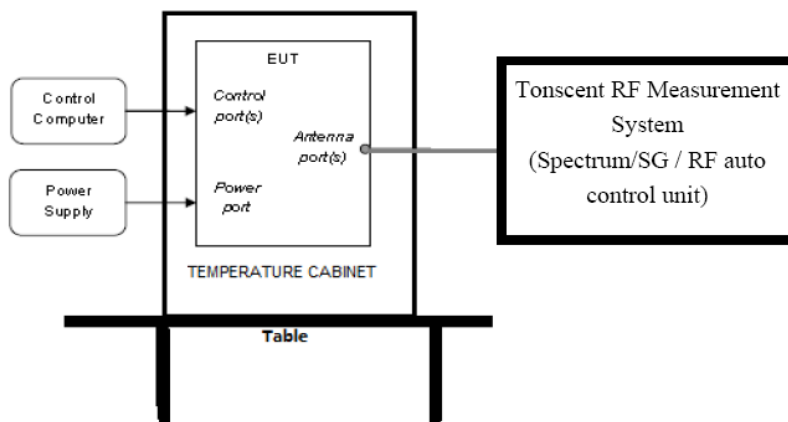 EUT
Control
Computer
Control
port(s)
Antenna
port(s)
Power
Supply
Power
port
TEMPERATURE CABINET
Table
Tonscent RF Measurement
System
(Spectrum/SG / RF auto
control unit)